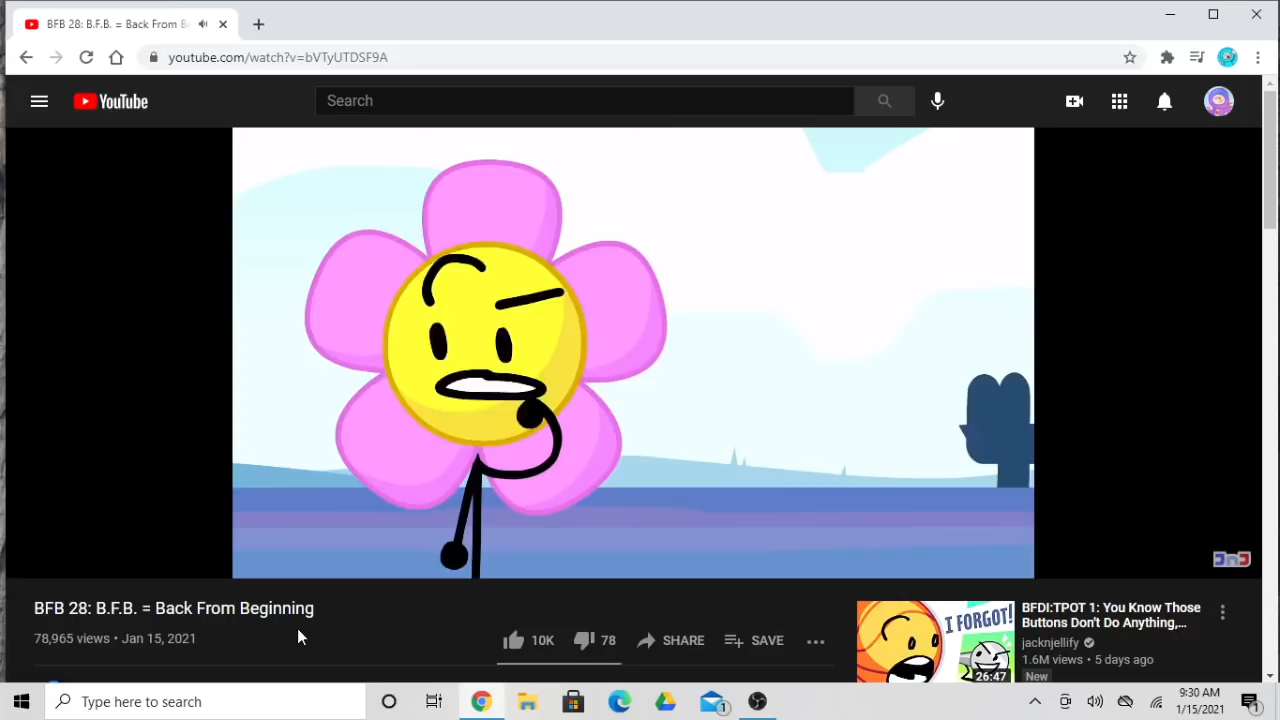 BFB 28: B.F.B. = Back From B
youtube.com/watch?v=bVTyUTDSF9A
YouTube
Search
BFB 28: B.F.B. = Back From Beginning
78,965 views • Jan 15, 2021
10K
78
SHARE
SAVE
I FORGOT!
26:47
BFDI:TPOT 1: You Know Those
Buttons Don't Do Anything,...
jacknjellify
1.6M views • 5 days ago
New
Type here to search
1
9:30 AM
1/15/2021
1